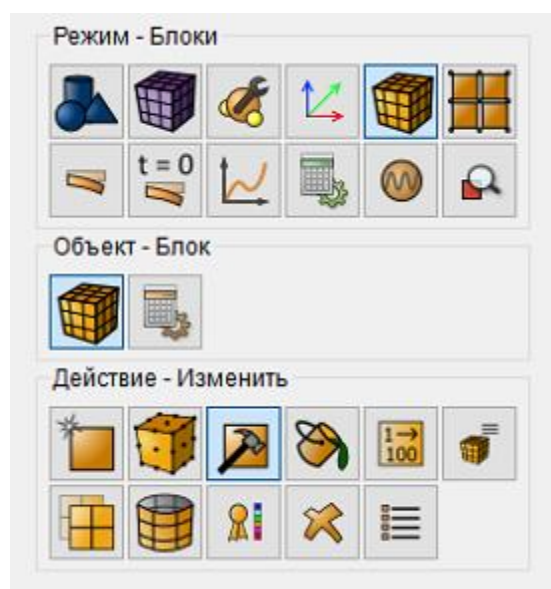 Режим - Блоки
t = 0
Объект - Блок
Действие - Изменить
1→
100